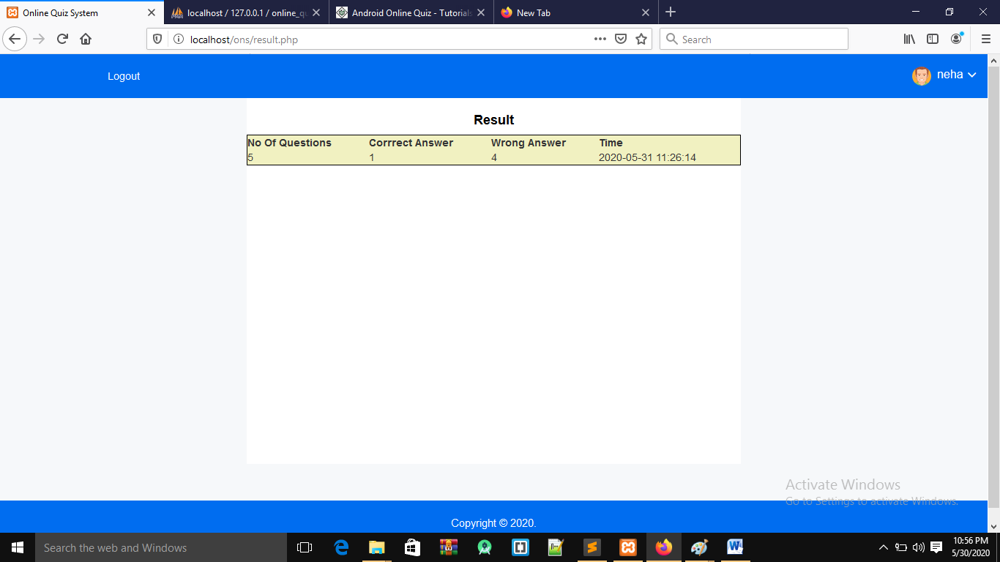 Online Quiz System
localhost / 127.0.0.1 / online_qu
Android Online Quiz - Tutorials
New Tab
localhost/ons/result.php
Search
Logout
neha
Result
No Of Questions Corrrect Answer Wrong Answer Time
5 1 4 2020-05-31 11:26:14
Activate Windows
Go to Settings to activate Windows.
Copyright © 2020.
Search the web and Windows
10:56 PM
5/30/2020